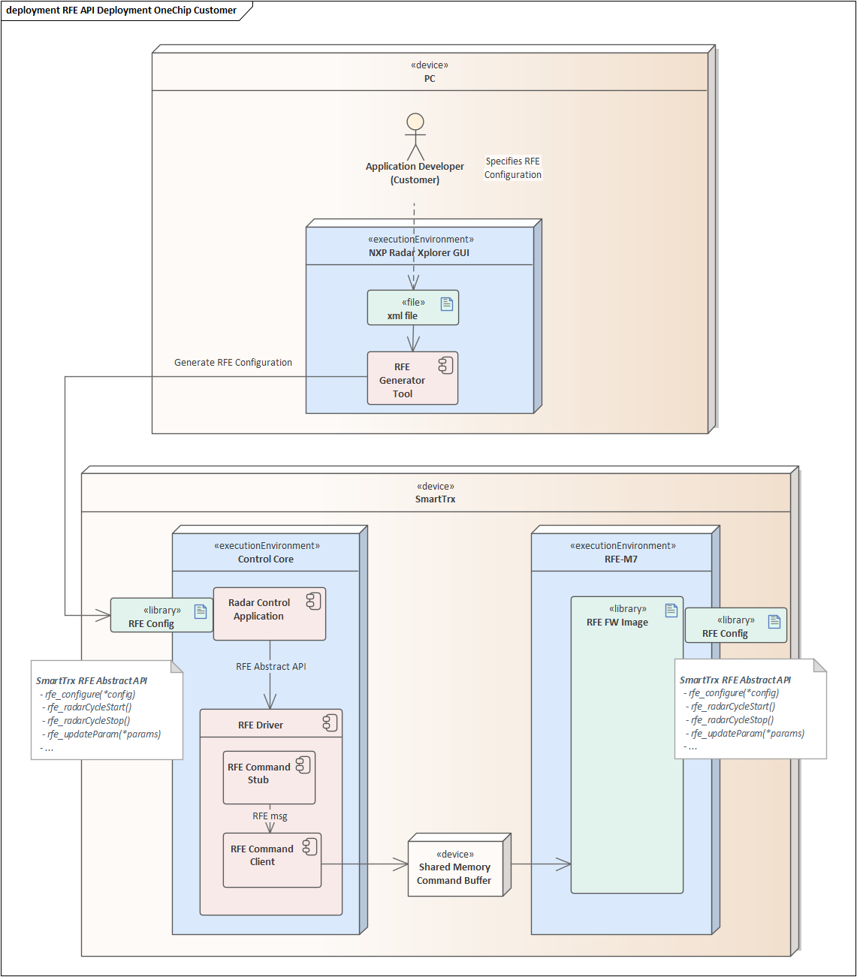 deployment RFE API Deployment OneChip Customer
«device»
PC
Application Developer
(Customer)
Specifies RFE
Configuration
«executionEnvironment»
NXP Radar Xplorer GUI
«file»
xml file
RFE
Generator
Tool
Generate RFE Configuration
«device»
SmartTrx
«executionEnvironment»
Control Core
«library»
RFE Config
Radar Control
Application
RFE Abstract API
SmartTrx RFE Abstract API
- rfe_configure(*config)
- rfe_radarCycleStart()
- rfe_radarCycleStop()
- rfe_updateParam(*params)
- ...
RFE Driver
RFE Command
Stub
RFE msg
RFE Command
Client
«device»
Shared Memory
Command Buffer
«executionEnvironment»
RFE-M7
«library»
RFE FW Image
«library»
RFE Config
SmartTrx RFE Abstract API
- rfe_configure(*config)
- rfe_radarCycleStart()
- rfe_radarCycleStop()
- rfe_updateParam(*params)
- ...